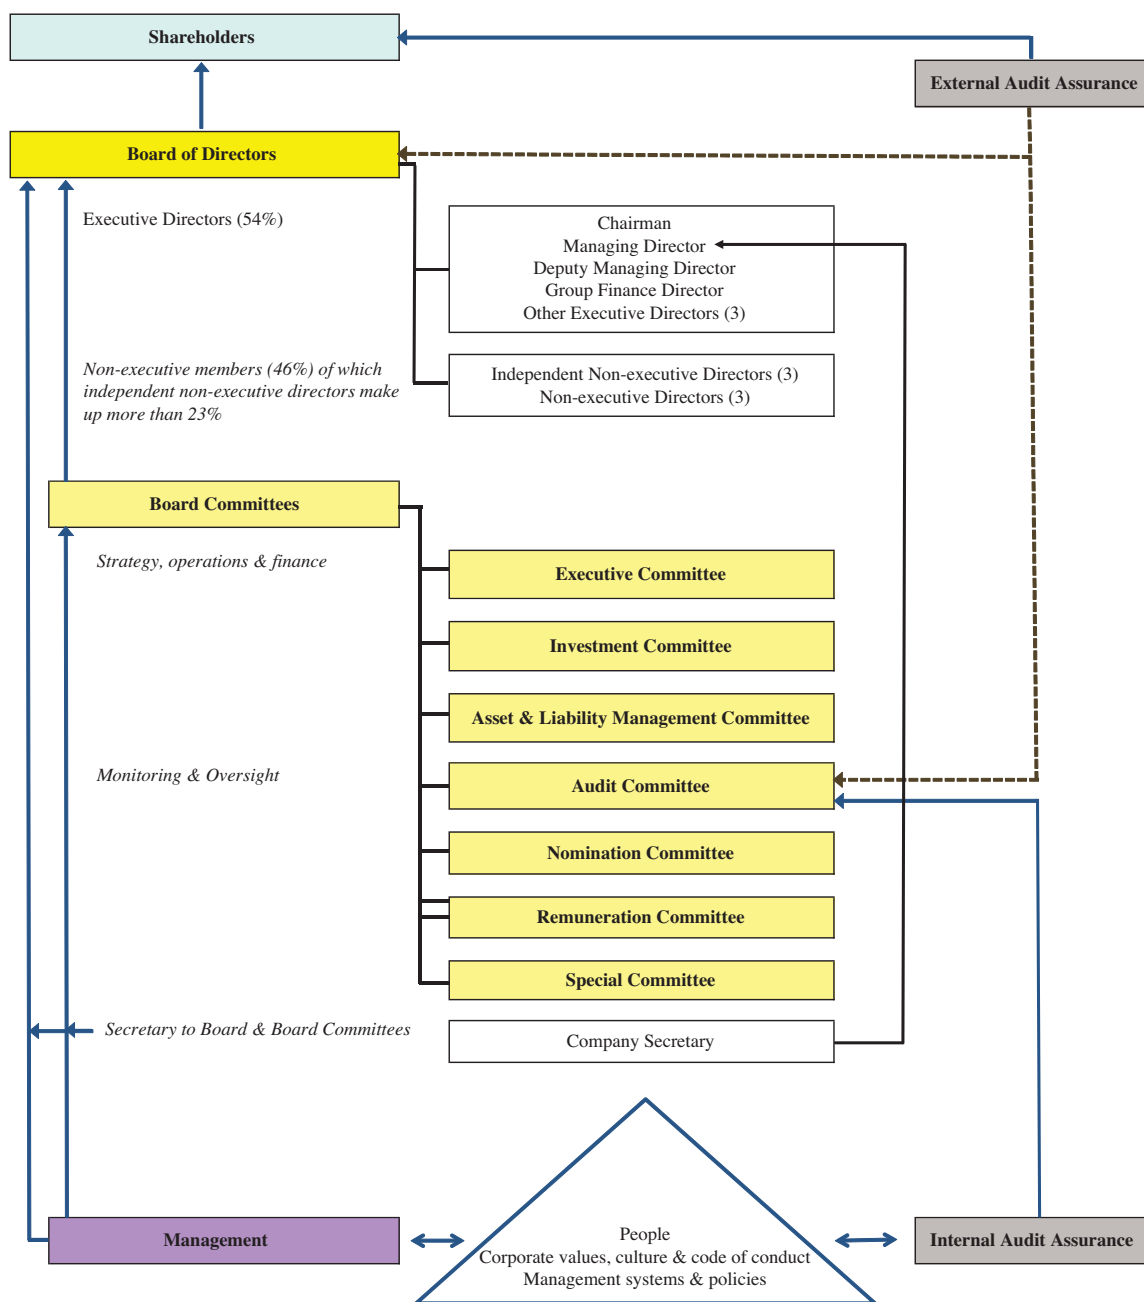 Shareholders
External Audit Assurance
Board of Directors
Executive Directors (54%)
Chairman
Managing Director
Deputy Managing Director
Group Finance Director
Other Executive Directors (3)
Non-executive members (46%) of which
independent non-executive directors make
up more than 23%
Independent Non-executive Directors (3)
Non-executive Directors (3)
Board Committees
Strategy, operations & finance
Executive Committee
Investment Committee
Asset & Liability Management Committee
Monitoring & Oversight
Audit Committee
Nomination Committee
Remuneration Committee
Special Committee
Secretary to Board & Board Committees
Company Secretary
Management
People
Corporate values, culture & code of conduct
Management systems & policies
Internal Audit Assurance